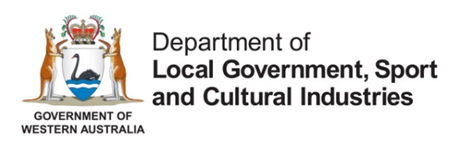 Department of
Local Government, Sport
and Cultural Industries
GOVERNMENT OF
WESTERN AUSTRALIA